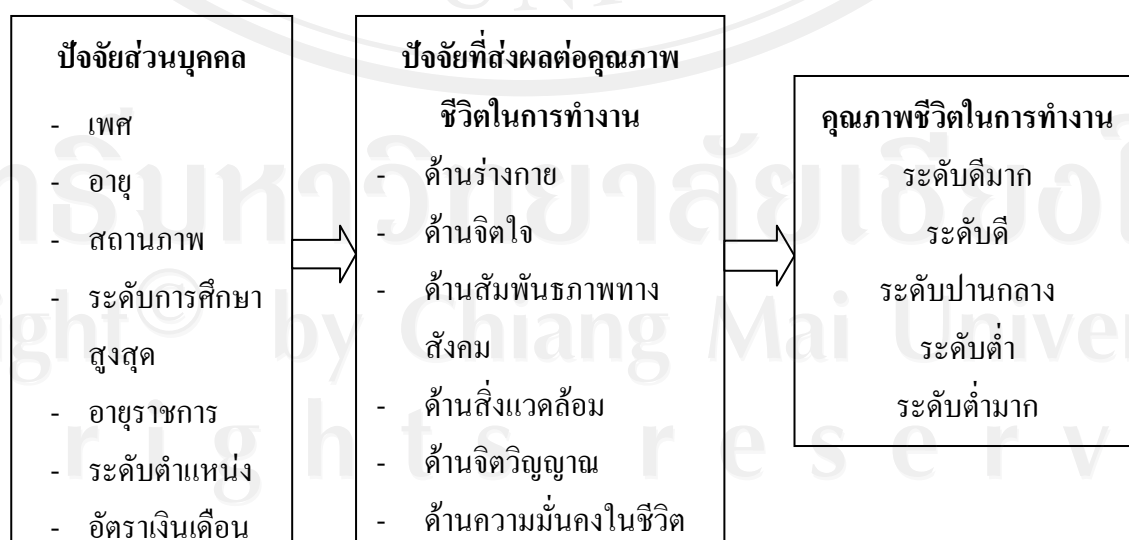 ปัจจัยส่วนบุคคล
- เพศ
- อายุ
- สถานภาพ
- ระดับการศึกษา
สูงสุด
- อายุราชการ
- ระดับตำแหน่ง
- อัตราเงินเดือน
ปัจจัยที่ส่งผลต่อคุณภาพ
ชีวิตในการทำงาน
- ด้านร่างกาย
- ด้านจิตใจ
- ด้านสัมพันธภาพทาง
สังคม
- ด้านสิ่งแวดล้อม
- ด้านจิตวิญญาณ
- ด้านความมั่นคงในชีวิต
คุณภาพชีวิตในการทำงาน
ระดับดีมาก
ระดับดี
ระดับปานกลาง
ระดับต่ำ
ระดับต่ำมาก
by Chiang Mai
rights reserv